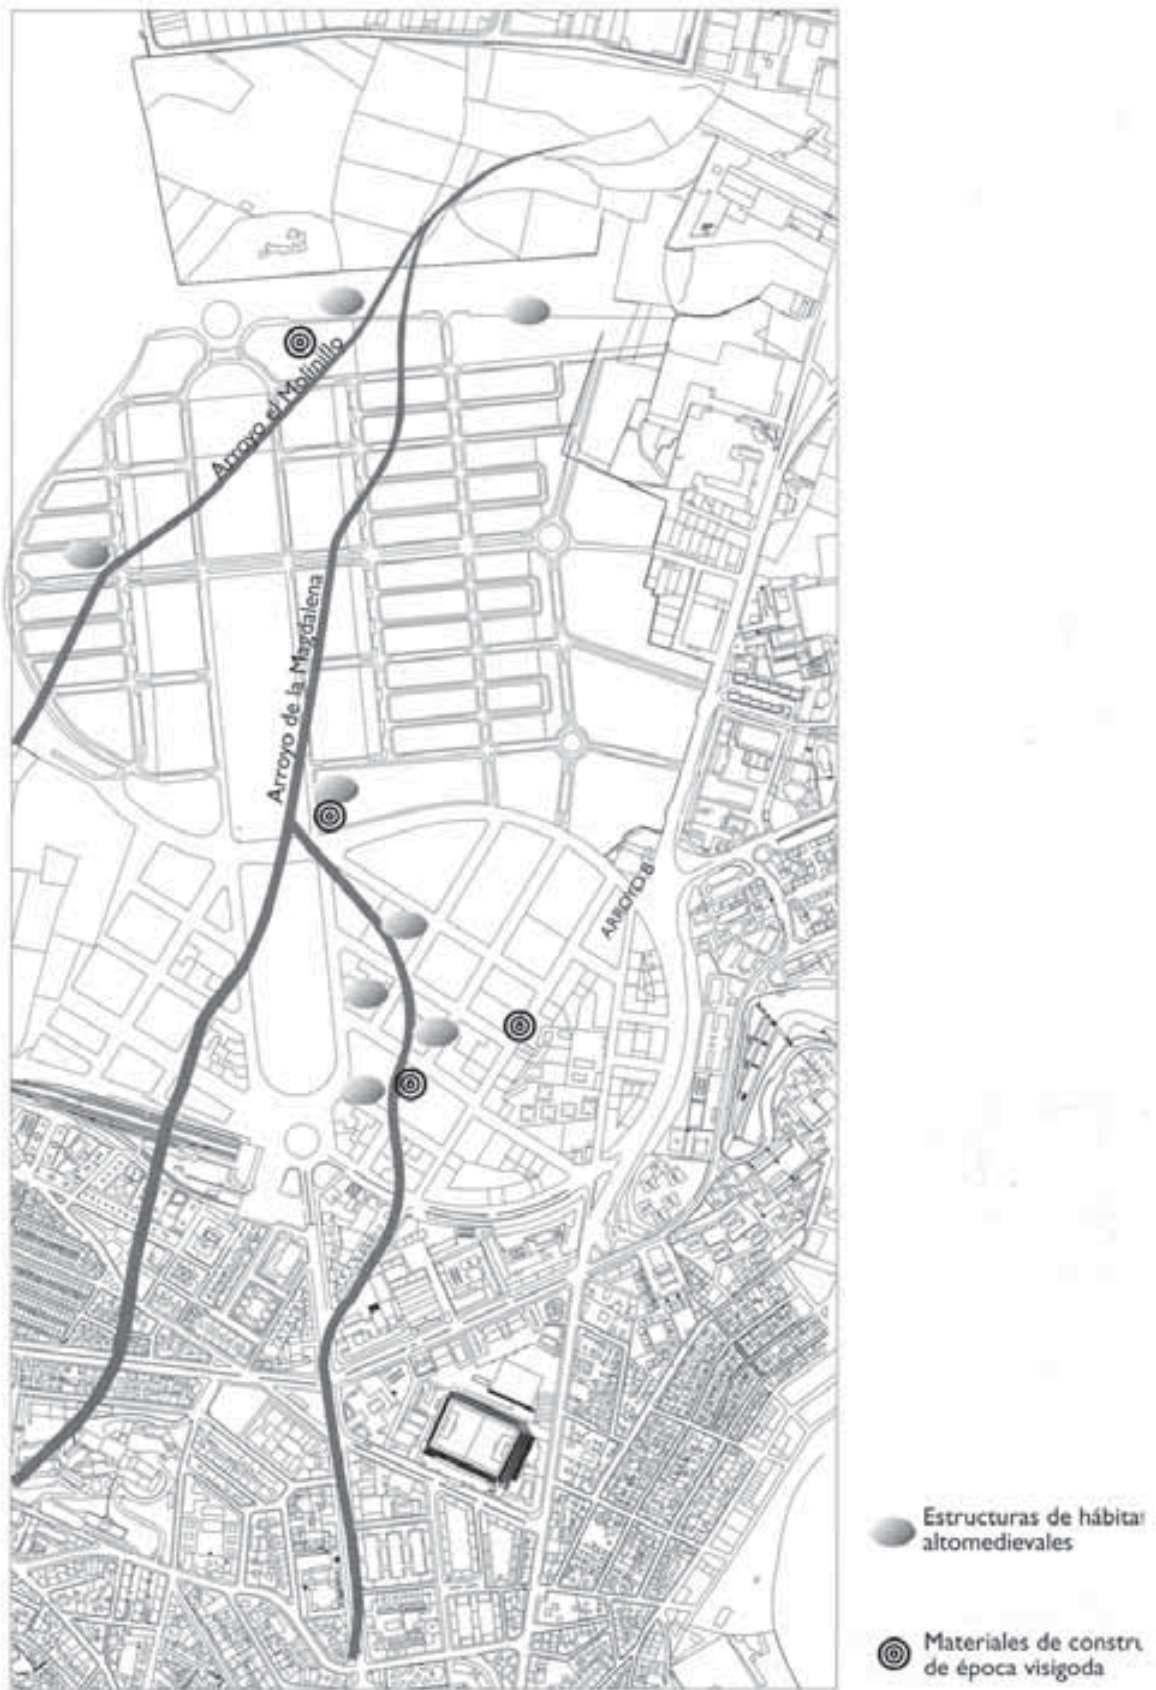 Arroyo el Molinillo
Arroyo de la Magdalena
ARROYO B
Estructuras de hábitat
altomedievales
Materiales de constru
de época visigoda